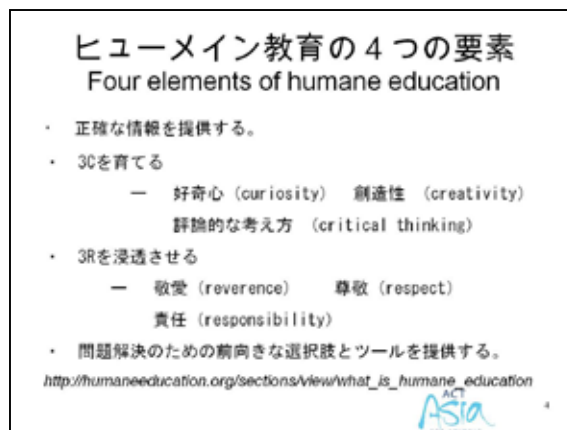 ヒューメイン教育の４つの要素
Four elements of humane education
・ 正確な情報を提供する。
・ 3Cを育てる
― 好奇心 (curiosity) 創造性 (creativity)
評論的な考え方 (critical thinking)
・ 3Rを浸透させる
― 敬愛 (reverence) 尊敬 (respect)
責任 (responsibility)
・ 問題解決のための前向きな選択肢とツールを提供する。
http://humaneeducation.org/sections/view/what_is_humane_education
ACT
Asia
4